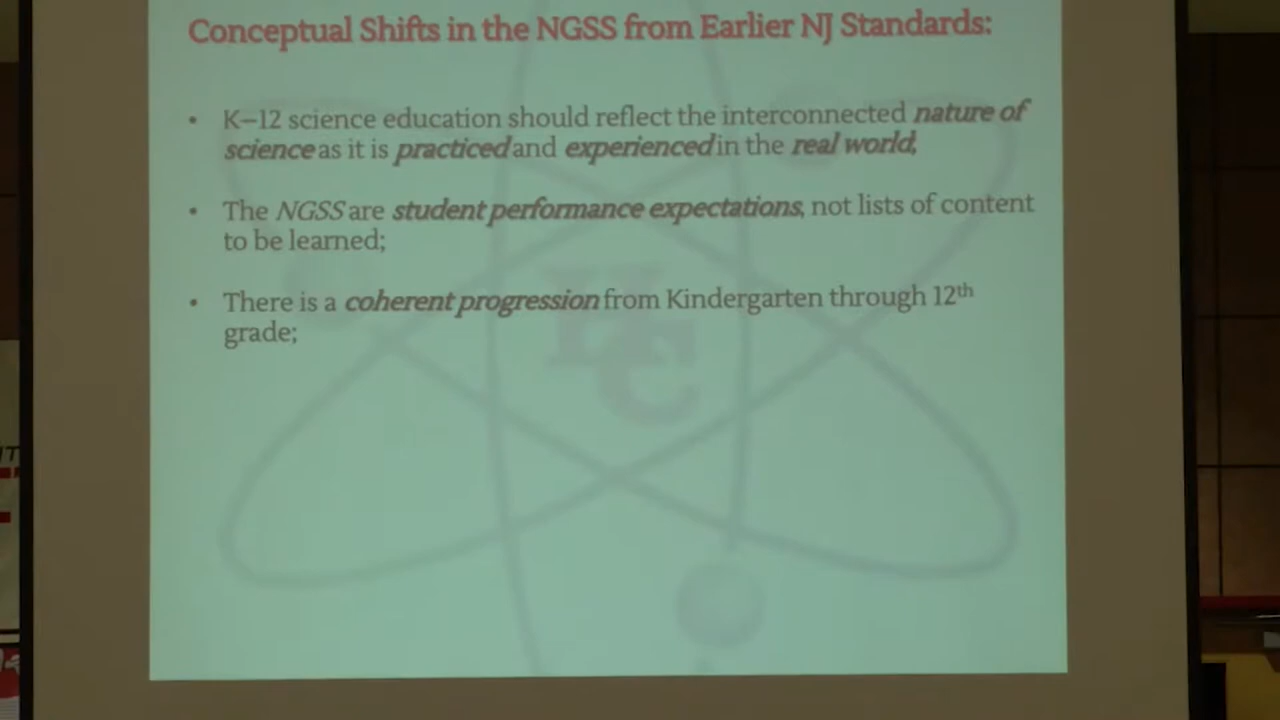 Conceptual Shifts in the NGSS from Earlier NJ Standards:
• K–12 science education should reflect the interconnected nature of
science as it is practiced and experienced in the real world,
• The NGSS are student performance expectations, not lists of content
to be learned;
• There is a coherent progression from Kindergarten through 12th
grade;